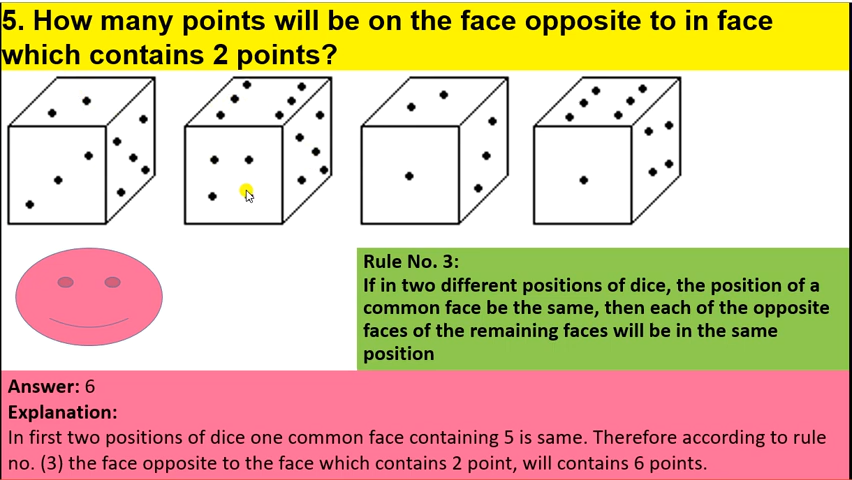 5. How many points will be on the face opposite to in face
which contains 2 points?
Rule No. 3:
If in two different positions of dice, the position of a
common face be the same, then each of the opposite
faces of the remaining faces will be in the same
position
Answer: 6
Explanation:
In first two positions of dice one common face containing 5 is same. Therefore according to rule
no. (3) the face opposite to the face which contains 2 point, will contains 6 points.